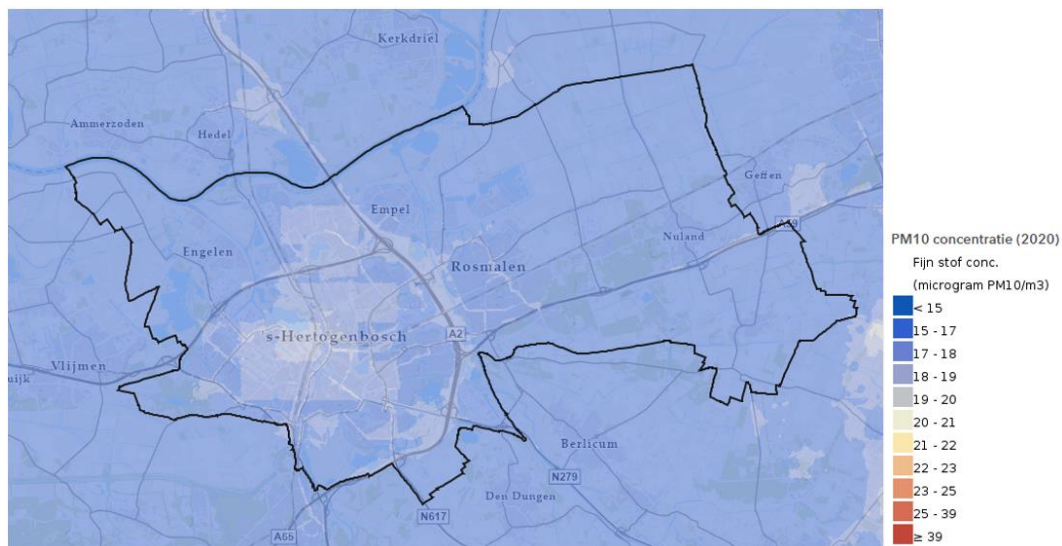 Kerkdriel
Ammerzoden
Hedel
Geffen
Empel
A59
Nuland
Engelen
Rosmalen
's-Hertogenbosch
A2
Vlijmen
uijk
Berlicum
N279
Den Dungen
N617
A65
PM10 concentratie (2020)
Fijn stof conc.
(microgram PM10/m3)
< 15
15 - 17
17 - 18
18 - 19
19 - 20
20 - 21
21 - 22
22 - 23
23 - 25
25 - 39
≥ 39